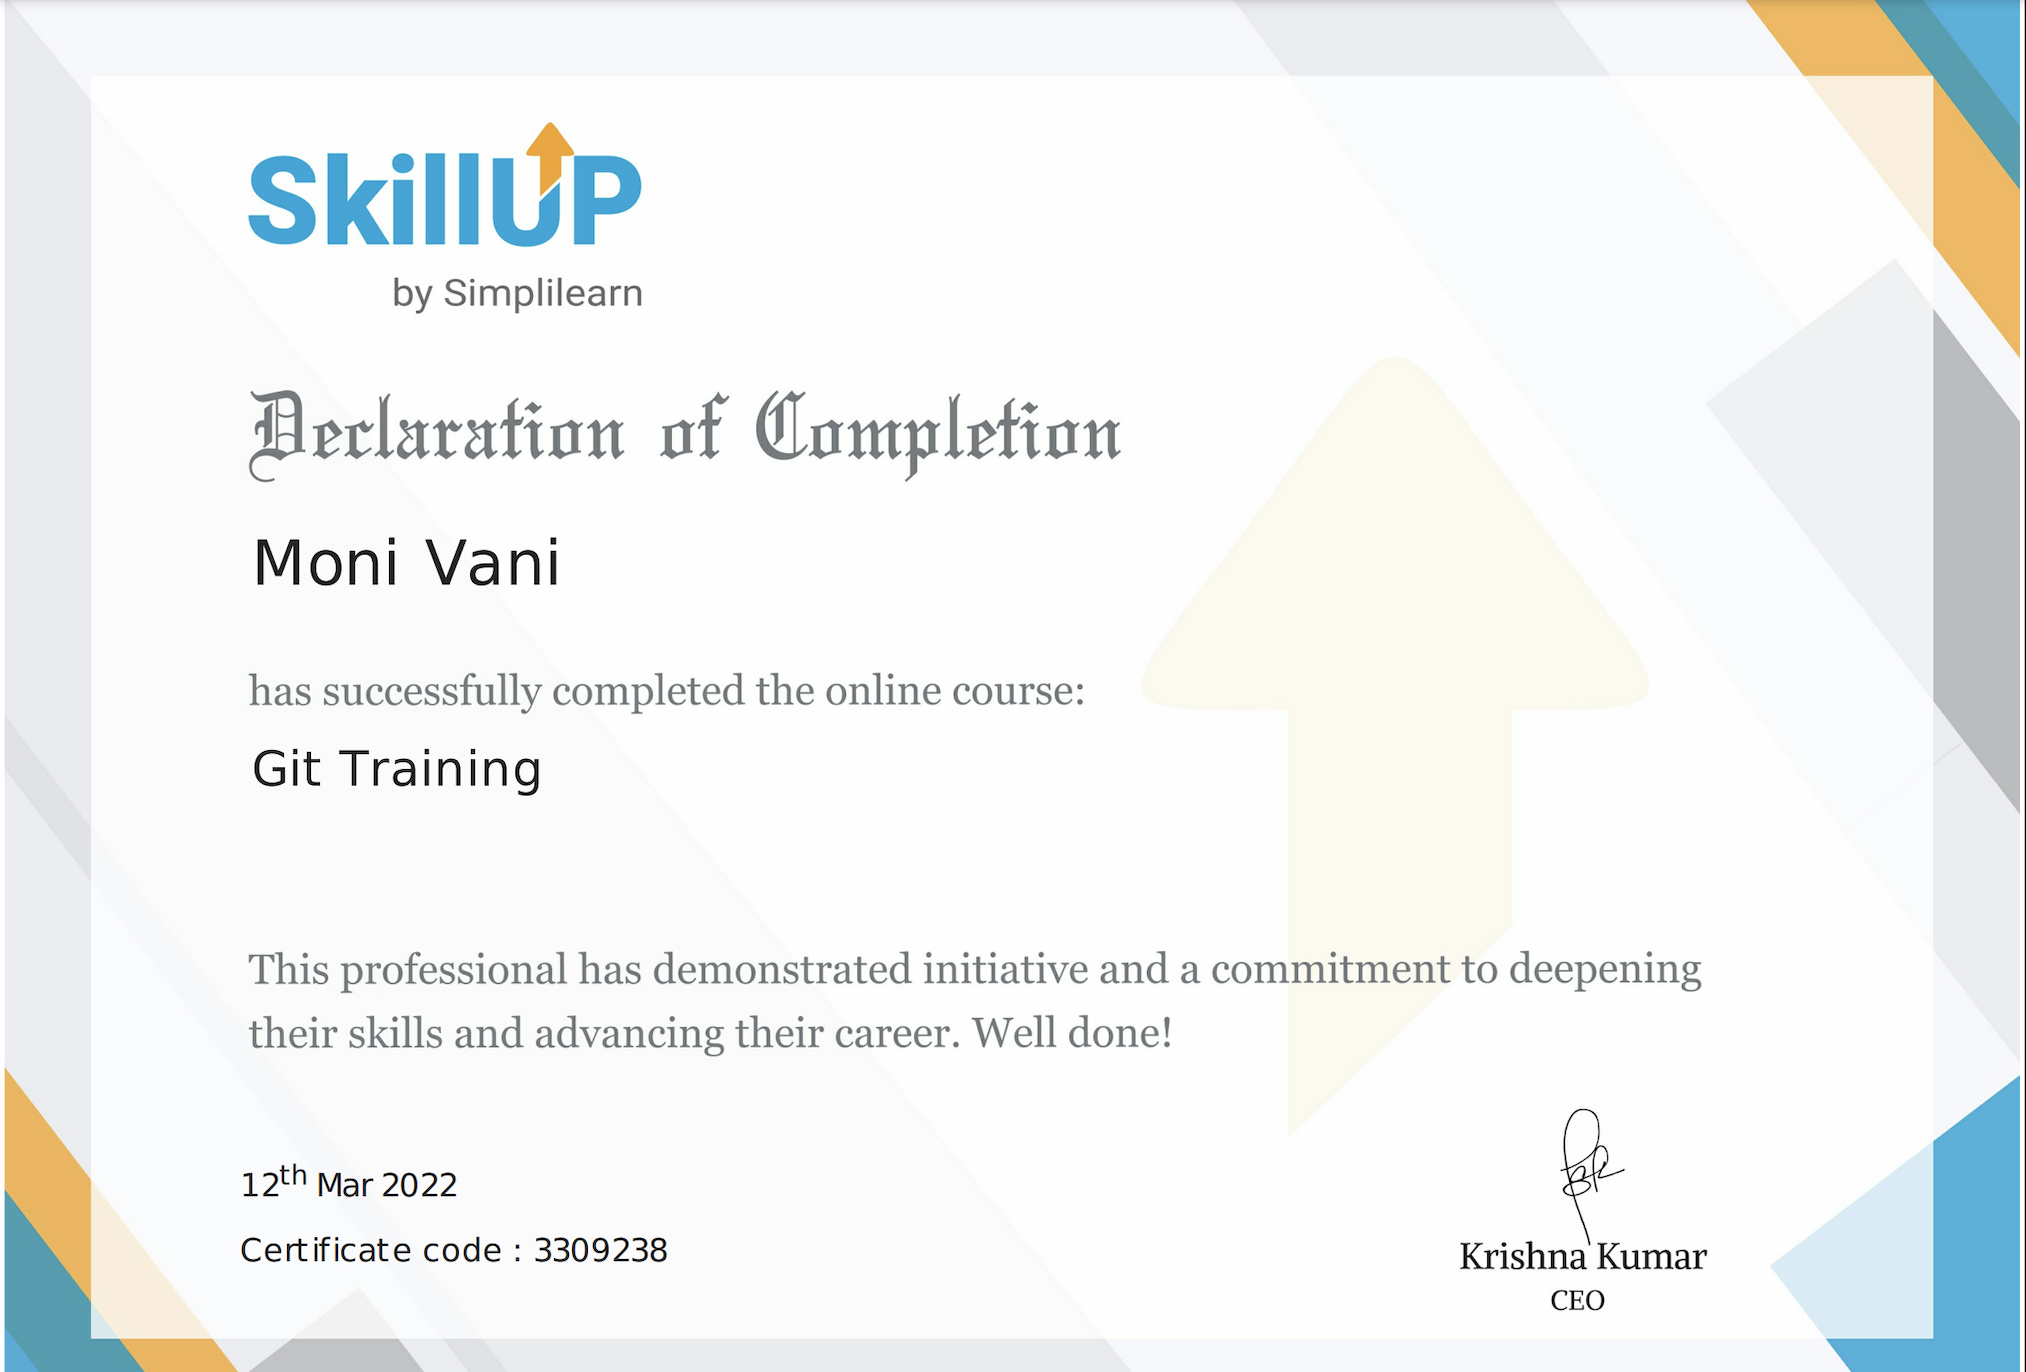 SkillUP
by Simplilearn
Declaration of Completion
Moni Vani
has successfully completed the online course:
Git Training
This professional has demonstrated initiative and a commitment to deepening
their skills and advancing their career. Well done!
12th Mar 2022
Certificate code : 3309238
Krishna Kumar
CEO